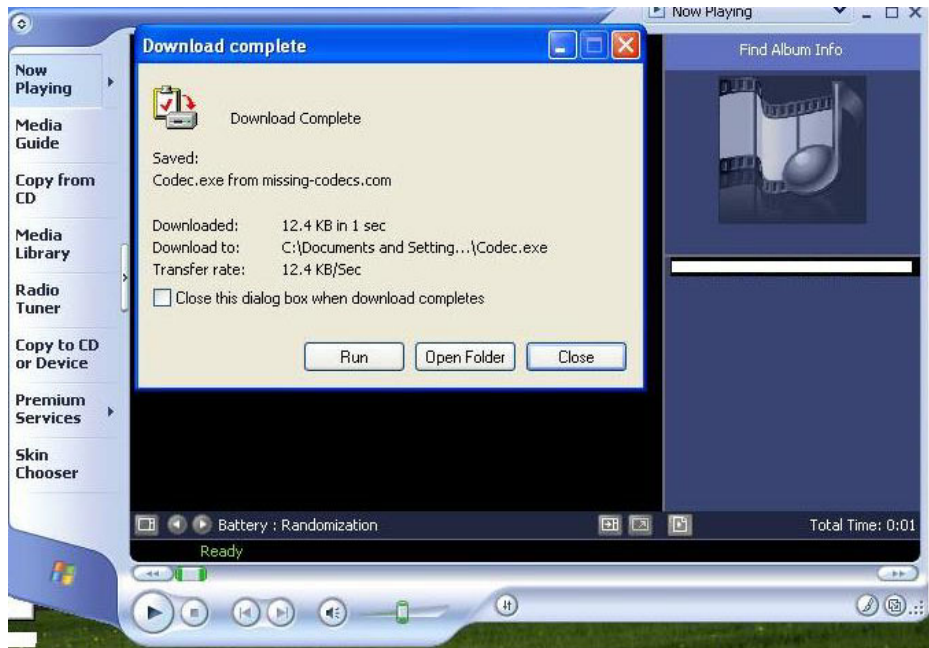 Now Playing
Find Album Info
Now
Playing
Media
Guide
Copy from
CD
Media
Library
Radio
Tuner
Copy to CD
or Device
Premium
Services
Skin
Chooser
Download complete
Download Complete
Saved:
Codec.exe from missing-codecs.com
Downloaded: 12.4 KB in 1 sec
Download to: C:\Documents and Setting...\Codec.exe
Transfer rate: 12.4 KB/Sec
Close this dialog box when download completes
Run Open Folder Close
Battery : Randomization
Total Time: 0:01
Ready